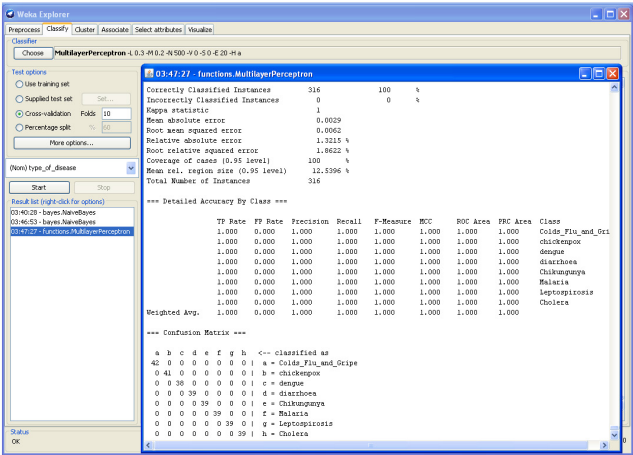 Weka Explorer
Preprocess Classify Cluster Associate Select attributes Visualize
Classifier
Choose MultilayerPerceptron -L 0.3 -M 0.2 -N 500 -V 0 -S 0 -E 20 -H a
Test options
Use training set
Supplied test set Set...
Cross-validation Folds 10
Percentage split % 66
More options...
(Nom) type_of_disease
Start Stop
Result list (right-click for options)
03:40:28 - bayes.NaiveBayes
03:46:53 - bayes.NaiveBayes
03:47:27 - functions.MultilayerPerceptron
Status
OK
03:47:27 - functions.MultilayerPerceptron
Correctly Classified Instances 316 100 %
Incorrectly Classified Instances 0 0 %
Kappa statistic 1
Mean absolute error 0.0029
Root mean squared error 0.0062
Relative absolute error 1.3215 %
Root relative squared error 1.8622 %
Coverage of cases (0.95 level) 100 %
Mean rel. region size (0.95 level) 12.5396 %
Total Number of Instances 316
=== Detailed Accuracy By Class ===
TP Rate FP Rate Precision Recall F-Measure MCC ROC Area PRC Area Class
1.000 0.000 1.000 1.000 1.000 1.000 1.000 1.000 Colds_Flu_and_Gri
1.000 0.000 1.000 1.000 1.000 1.000 1.000 1.000 chickenpox
1.000 0.000 1.000 1.000 1.000 1.000 1.000 1.000 dengue
1.000 0.000 1.000 1.000 1.000 1.000 1.000 1.000 diarrhoea
1.000 0.000 1.000 1.000 1.000 1.000 1.000 1.000 Chikungunya
1.000 0.000 1.000 1.000 1.000 1.000 1.000 1.000 Malaria
1.000 0.000 1.000 1.000 1.000 1.000 1.000 1.000 Leptospirosis
1.000 0.000 1.000 1.000 1.000 1.000 1.000 1.000 Cholera
Weighted Avg. 1.000 0.000 1.000 1.000 1.000 1.000 1.000 1.000
=== Confusion Matrix ===
a b c d e f g h <-- classified as
42 0 0 0 0 0 0 0 | a = Colds_Flu_and_Gripe
0 41 0 0 0 0 0 0 | b = chickenpox
0 0 38 0 0 0 0 0 | c = dengue
0 0 0 39 0 0 0 0 | d = diarrhoea
0 0 0 0 39 0 0 0 | e = Chikungunya
0 0 0 0 0 39 0 0 | f = Malaria
0 0 0 0 0 0 39 0 | g = Leptospirosis
0 0 0 0 0 0 0 39 | h = Cholera